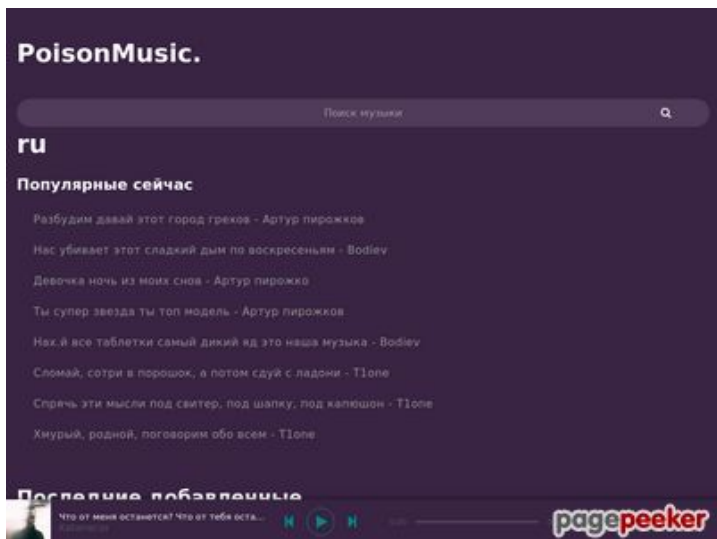 PoisonMusic.
Поиск музыки
ru
Популярные сейчас
Разбудим давай этот город греков - Артур пирожков
Нас убивает этот сладкий дым по воскресеньям - Bodiev
Девочка ночь из моих снов - Артур пирожко
Ты супер звезда ты топ модель - Артур пирожков
Нах.й все таблетки самый дикий яд это наша музыка - Bodiev
Сломай, сотри в порошок, а потом сдуй с ладони - T1one
Спрячь эти мысли под свитер, под шапку, под капюшон - T1one
Хмурый, родной, поговорим обо всем - T1one
Последние добавленные
Что от меня останется? Что от тебя оста...
pagepeeker